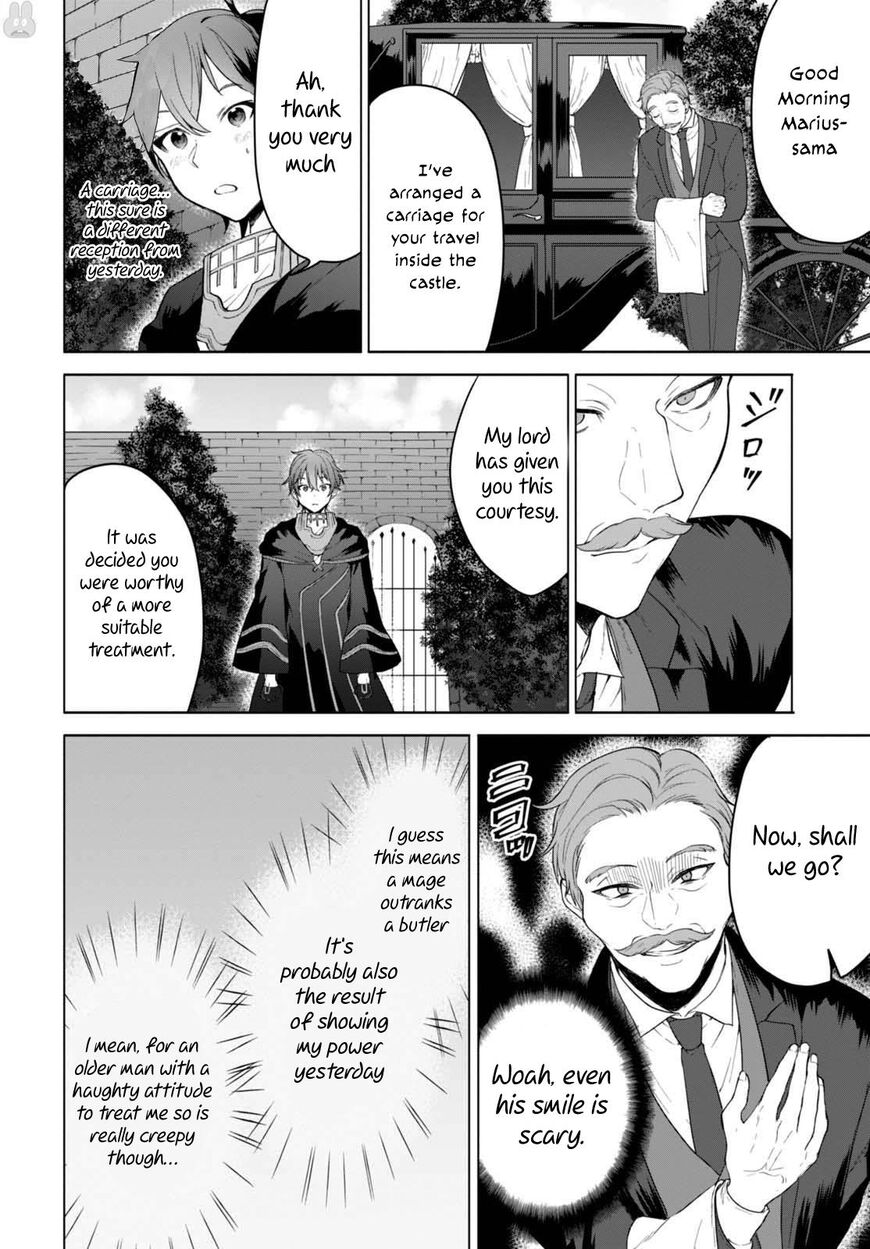 Good
Morning
Marius-
sama
I've
arranged a
carriage for
your travel
inside the
castle.
Ah,
thank
you very
much
A carriage...
this sure is
a different
reception from
yesterday.
ジロッ
My lord
has given
you this
courtesy.
It was
decided you
were worthy
of a more
suitable
treatment.
Now, shall
we go?
ニコッ
Woah, even
his smile is
scary.
I guess
this means
a mage
outranks
a butler
It's
probably also
the result
of showing
my power
yesterday
I mean, for an
older man with a
haughty attitude
to treat me so is
really creepy
though...